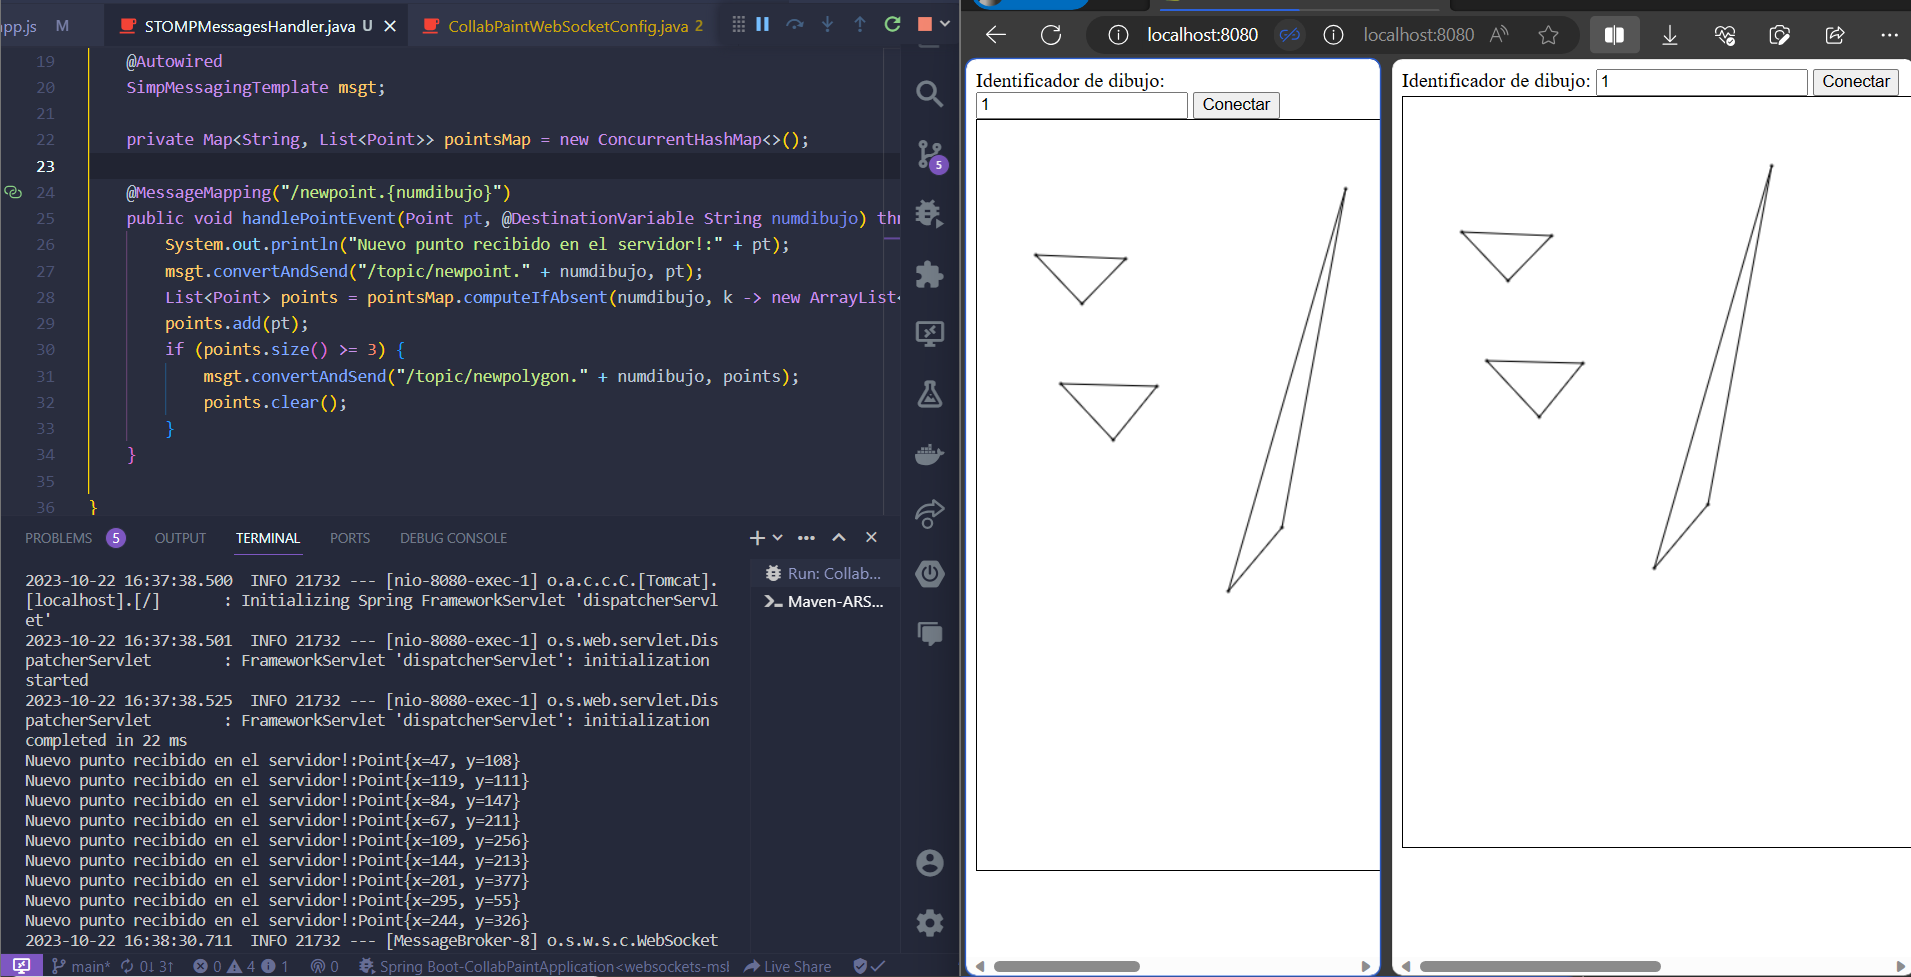 app.js M STOMPMessagesHandler.java U CollabPaintWebSocketConfig.java 2
19 @Autowired
20 SimpMessagingTemplate msgt;
21
22 private Map<String, List<Point>> pointsMap = new ConcurrentHashMap<>();
23
24 @MessageMapping("/newpoint.{numdibujo}")
25 public void handlePointEvent(Point pt, @DestinationVariable String numdibujo) thr
26 System.out.println("Nuevo punto recibido en el servidor!:" + pt);
27 msgt.convertAndSend("/topic/newpoint." + numdibujo, pt);
28 List<Point> points = pointsMap.computeIfAbsent(numdibujo, k -> new ArrayList<
29 points.add(pt);
30 if (points.size() >= 3) {
31 msgt.convertAndSend("/topic/newpolygon." + numdibujo, points);
32 points.clear();
33 }
34 }
35
36 }
5
PROBLEMS 5 OUTPUT TERMINAL PORTS DEBUG CONSOLE
2023-10-22 16:37:38.500 INFO 21732 --- [nio-8080-exec-1] o.a.c.c.C.[Tomcat].
[localhost].[/] : Initializing Spring FrameworkServlet 'dispatcherServl
et'
2023-10-22 16:37:38.501 INFO 21732 --- [nio-8080-exec-1] o.s.web.servlet.Dis
patcherServlet : FrameworkServlet 'dispatcherServlet': initialization
started
2023-10-22 16:37:38.525 INFO 21732 --- [nio-8080-exec-1] o.s.web.servlet.Dis
patcherServlet : FrameworkServlet 'dispatcherServlet': initialization
completed in 22 ms
Nuevo punto recibido en el servidor!:Point{x=47, y=108}
Nuevo punto recibido en el servidor!:Point{x=119, y=111}
Nuevo punto recibido en el servidor!:Point{x=84, y=147}
Nuevo punto recibido en el servidor!:Point{x=67, y=211}
Nuevo punto recibido en el servidor!:Point{x=109, y=256}
Nuevo punto recibido en el servidor!:Point{x=144, y=213}
Nuevo punto recibido en el servidor!:Point{x=201, y=377}
Nuevo punto recibido en el servidor!:Point{x=295, y=55}
Nuevo punto recibido en el servidor!:Point{x=244, y=326}
2023-10-22 16:38:30.711 INFO 21732 --- [MessageBroker-8] o.s.w.s.c.WebSocket
Run: Collab...
Maven-ARS...
main* 0↓ 3↑ 0 4 1 0 Spring Boot-CollabPaintApplication<websockets-msl Live Share
localhost:8080 localhost:8080
Identificador de dibujo:
1 Conectar
Identificador de dibujo: 1 Conectar